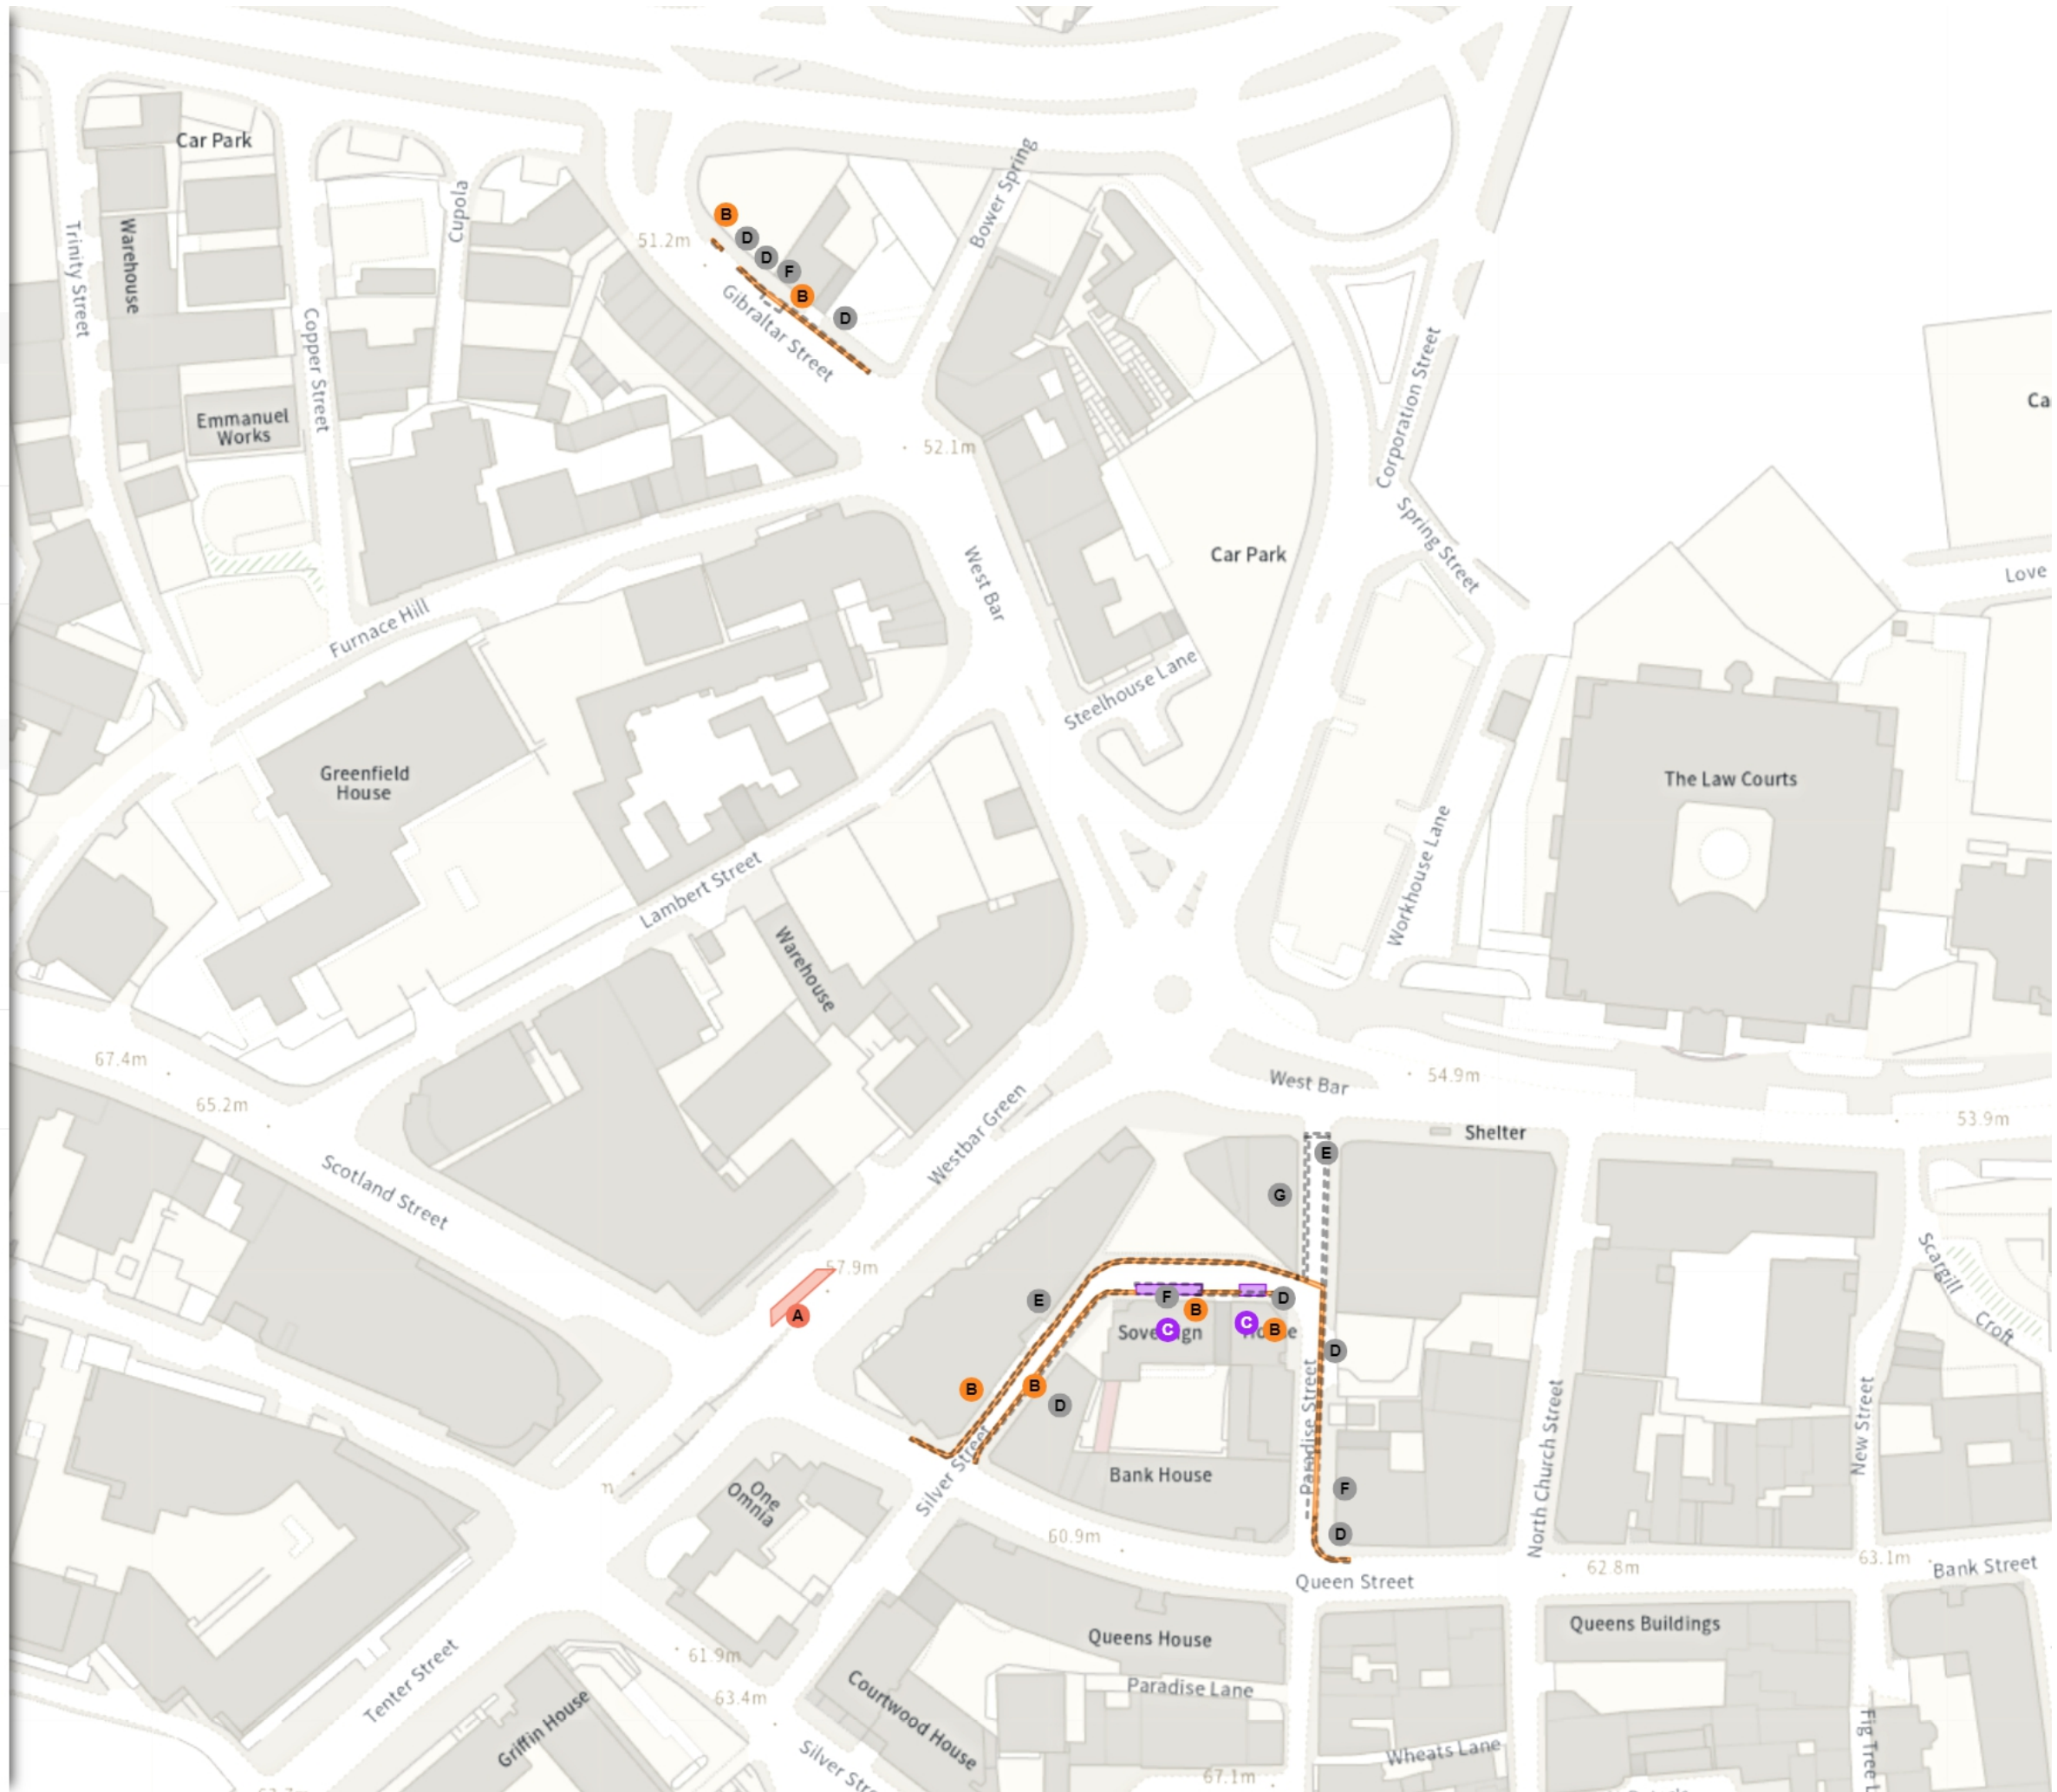 Car Park
Trinity Street
Warehouse
Cupola
Copper Street
Emmanuel
Works
51.2m
B
D
D
F
B
D
Gibraltar Street
Bower Spring
52.1m
Corporation Street
Spring Street
Car Park
West Bar
Ca
Love
Furnace Hill
Steelhouse Lane
Greenfield
House
The Law Courts
Workhouse Lane
Lambert Street
Warehouse
67.4m
65.2m
Scotland Street
Westbar Green
West Bar
54.9m
53.9m
Shelter
E
G
57.9m
A
E
F
B
D
C
C
B
D
B
B
D
Scargill
Croft
Paradise Street
North Church Street
New Street
Silver Street
Bank House
One
Omnia
m
F
D
60.9m
62.8m
63.1m
Bank Street
Queen Street
Queens House
Queens Buildings
Paradise Lane
61.9m
63.4m
Tenter Street
Griffin House
Courtwood House
Silver Stre
Wheats Lane
Fig Tree L
67.1m